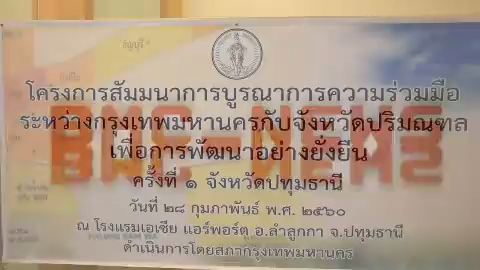 โครงการสัมมนาการบูรณาการความร่วมมือ
ระหว่างกรุงเทพมหานครกับจังหวัดปริมณฑล
เพื่อการพัฒนาอย่างยั่งยืน
ครั้งที่ ๑ จังหวัดปทุมธานี
วันที่ ๒๘ กุมภาพันธ์ พ.ศ. ๒๕๖๐
ณ โรงแรมเอเชีย แอร์พอร์ต อ.ลำลูกกา จ.ปทุมธานี
ดำเนินการโดยสภากรุงเทพมหานคร